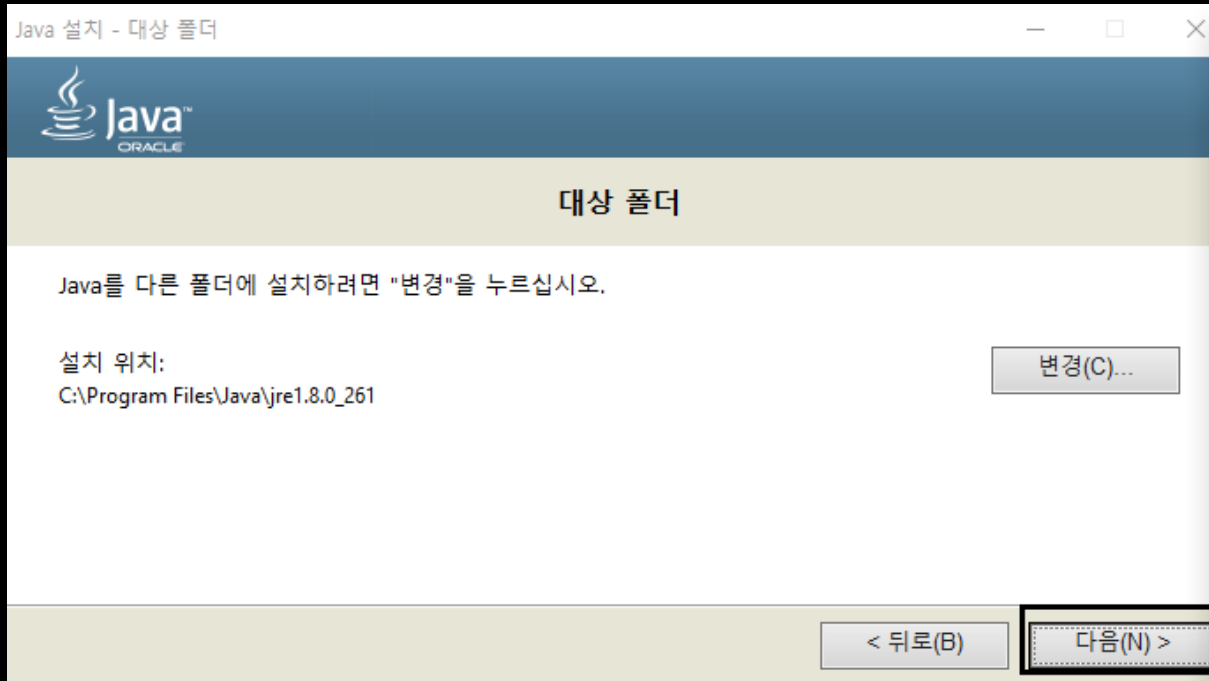 Java 설치 - 대상 폴더
Java™
ORACLE
대상 폴더
Java를 다른 폴더에 설치하려면 "변경"을 누르십시오.
설치 위치:
변경(C)...
C:\Program Files\Java\jre1.8.0_261
< 뒤로(B)
다음(N) >